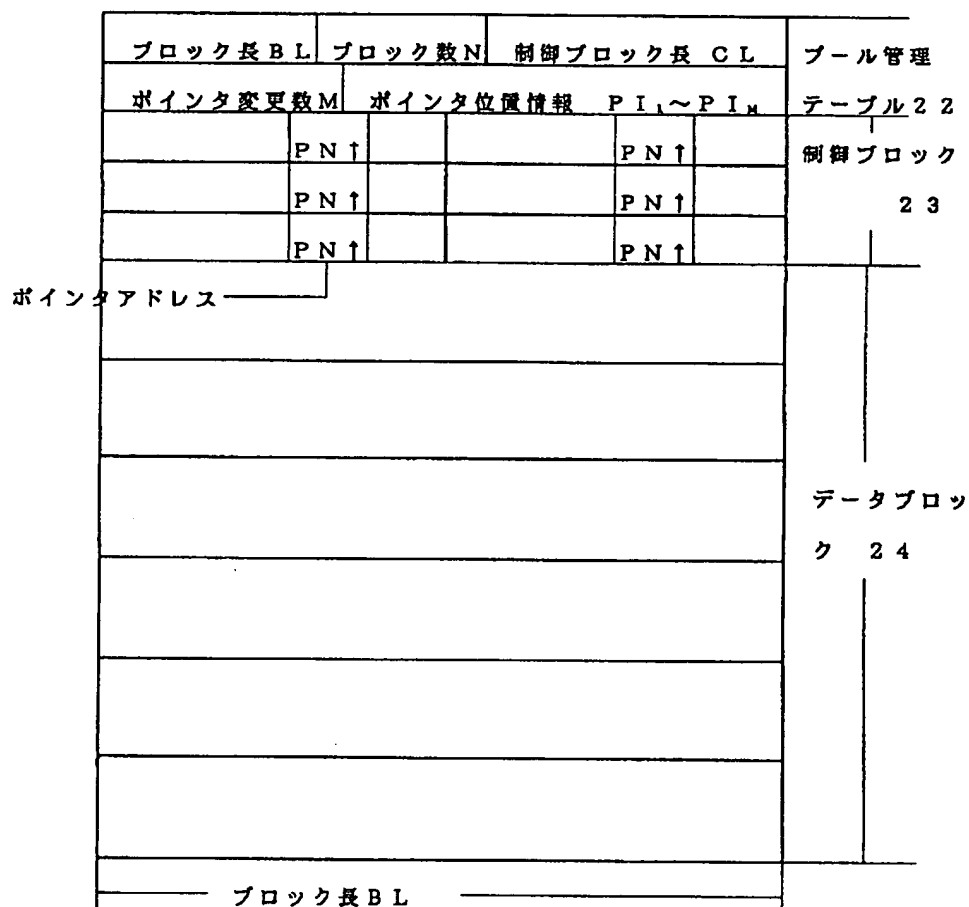 ブロック長BL ブロック数N 制御ブロック長 CL
プール管理
ポインタ変更数M ポインタ位置情報 PI₁～PI_M
テーブル22
PN↑ PN↑
制御ブロック
PN↑ PN↑
23
PN↑ PN↑
ポインタアドレス
データブロッ
ク 24
ブロック長BL